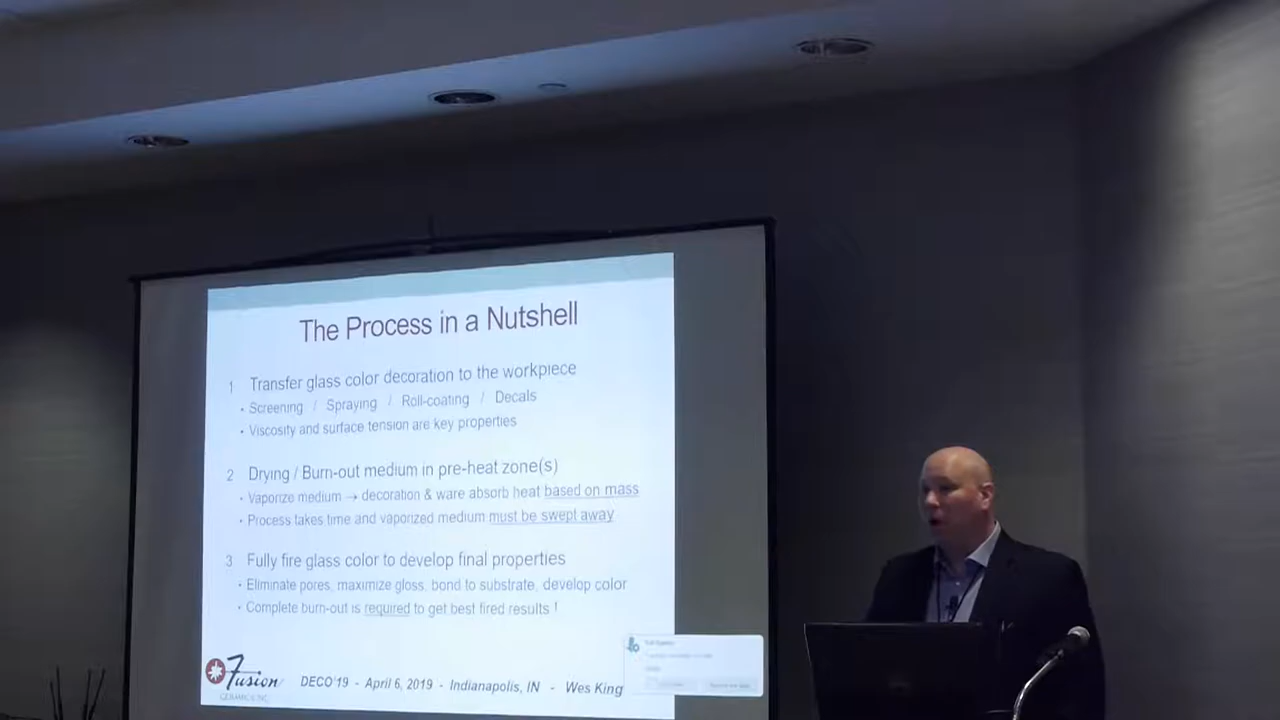 The Process in a Nutshell
1 Transfer glass color decoration to the workpiece
• Screening / Spraying / Roll-coating / Decals
• Viscosity and surface tension are key properties
2 Drying / Burn-out medium in pre-heat zone(s)
• Vaporize medium → decoration & ware absorb heat based on mass
• Process takes time and vaporized medium must be swept away
3 Fully fire glass color to develop final properties
• Eliminate pores, maximize gloss, bond to substrate, develop color
• Complete burn-out is required to get best fired results !
Fusion
CERAMICS, INC.
DECO'19 - April 6, 2019 - Indianapolis, IN - Wes King